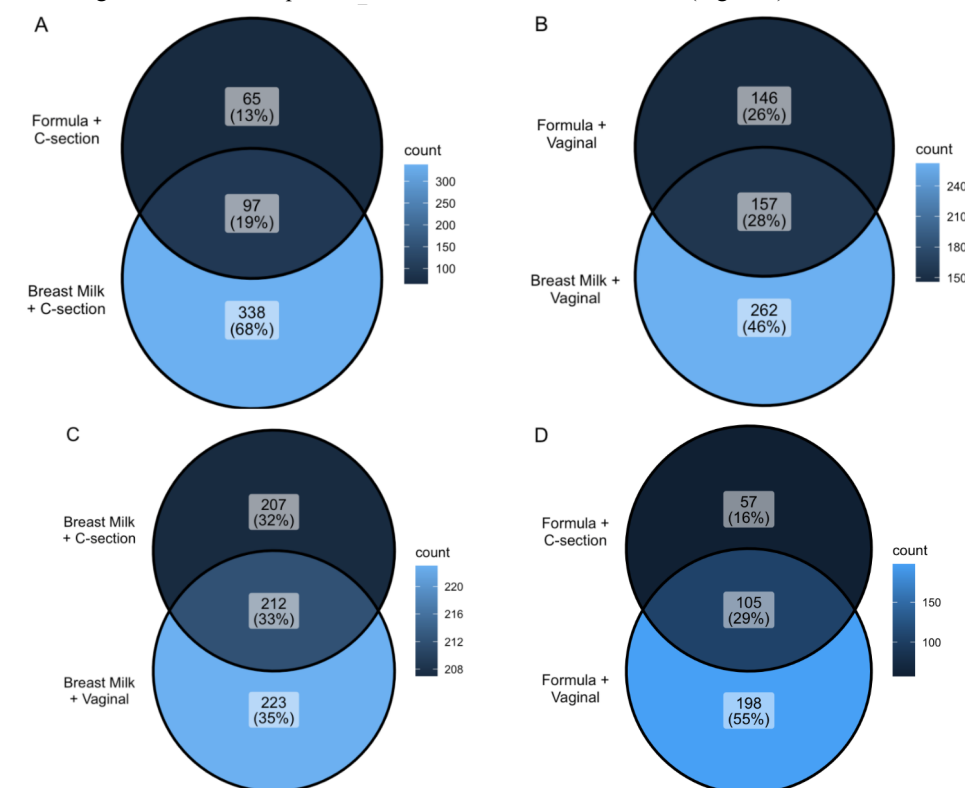 A
Formula +
C-section
65
(13%)
97
(19%)
Breast Milk
+ C-section
338
(68%)
count
300
250
200
150
100
B
Formula +
Vaginal
146
(26%)
157
(28%)
Breast Milk +
Vaginal
262
(46%)
count
240
210
180
150
C
Breast Milk
+ C-section
207
(32%)
212
(33%)
Breast Milk
+ Vaginal
223
(35%)
count
220
216
212
208
D
Formula +
C-section
57
(16%)
105
(29%)
Formula +
Vaginal
198
(55%)
count
150
100